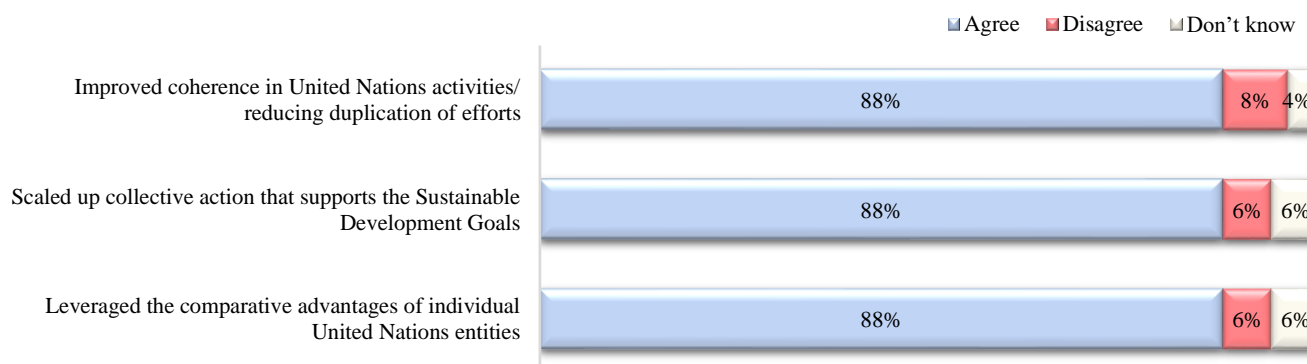 Agree Disagree Don’t know
Improved coherence in United Nations activities/
reducing duplication of efforts
88% 8% 4%
Scaled up collective action that supports the Sustainable
Development Goals
88% 6% 6%
Leveraged the comparative advantages of individual
United Nations entities
88% 6% 6%